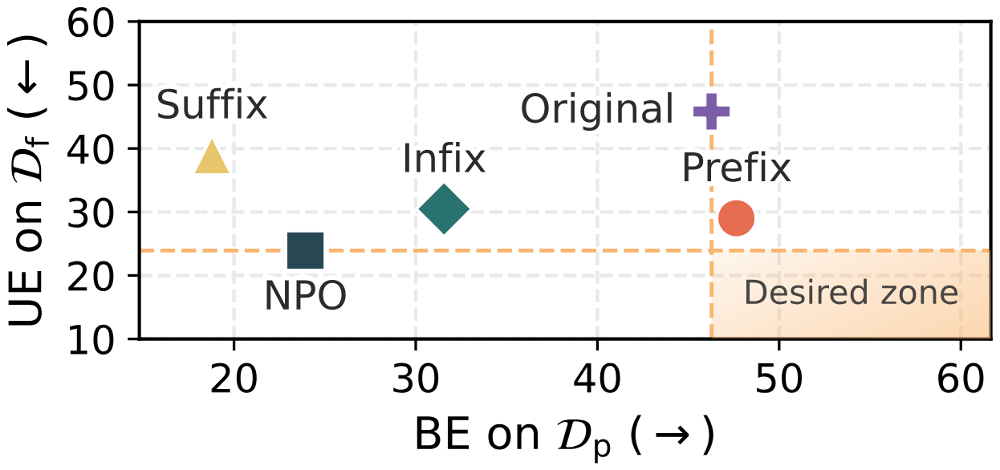 UE on 𝒟f (←)
60
50
40
30
20
10
Suffix
Original
Infix
Prefix
NPO
Desired zone
20 30 40 50 60
BE on 𝒟p (→)